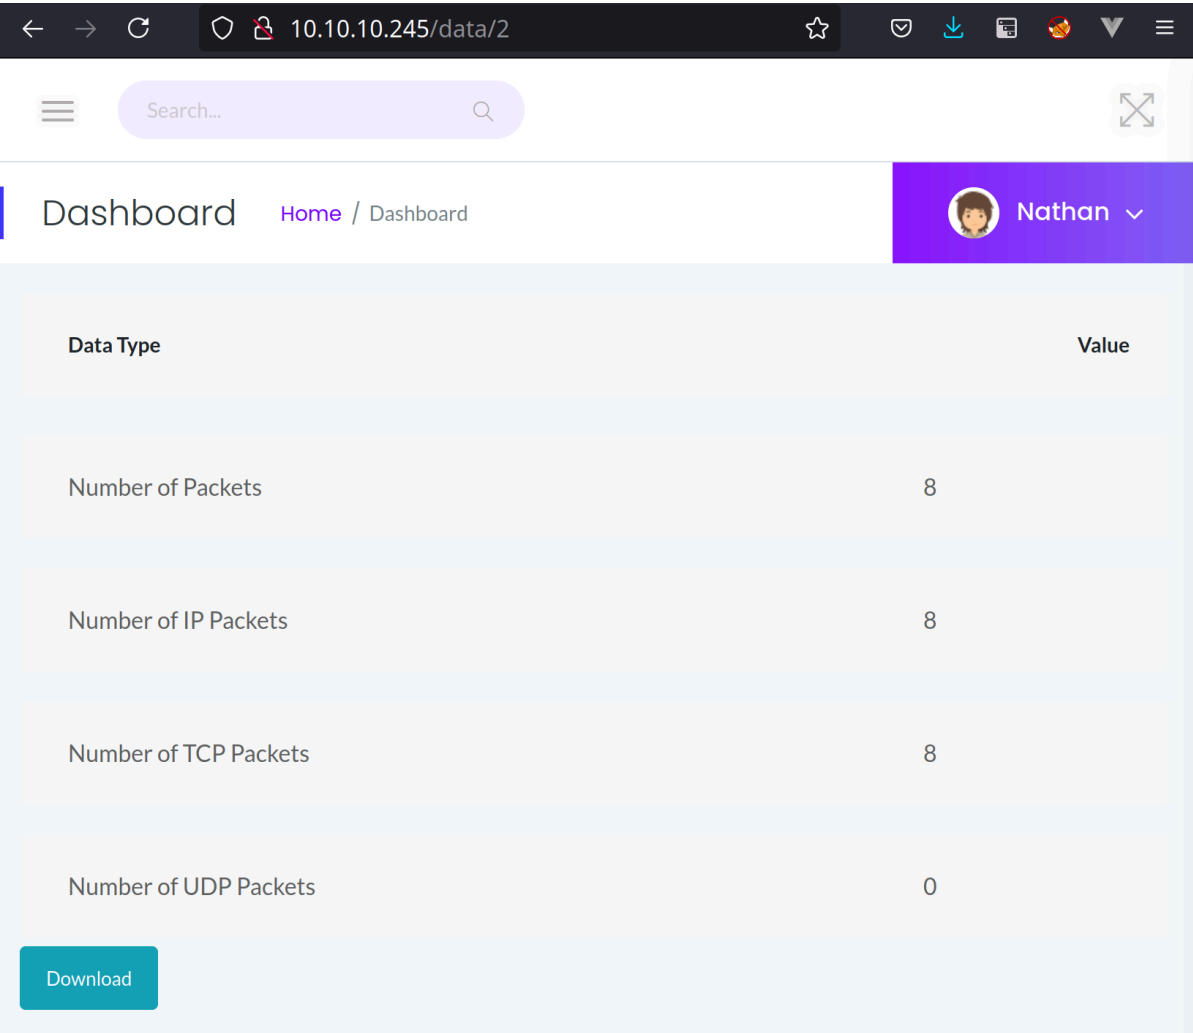 10.10.10.245/data/2
Search...
Dashboard Home / Dashboard Nathan
Data Type Value
Number of Packets 8
Number of IP Packets 8
Number of TCP Packets 8
Number of UDP Packets 0
Download